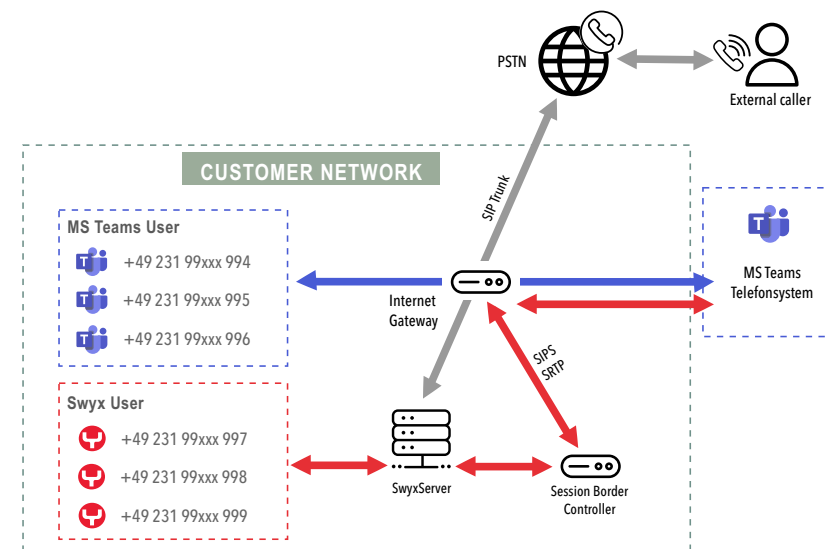 PSTN
External caller
CUSTOMER NETWORK
SIP Trunk
MS Teams User
+49 231 99xxx 994
+49 231 99xxx 995
+49 231 99xxx 996
Internet
Gateway
MS Teams
Telefonsystem
SIPS
SRTP
Swyx User
+49 231 99xxx 997
+49 231 99xxx 998
+49 231 99xxx 999
SwyxServer
Session Border
Controller